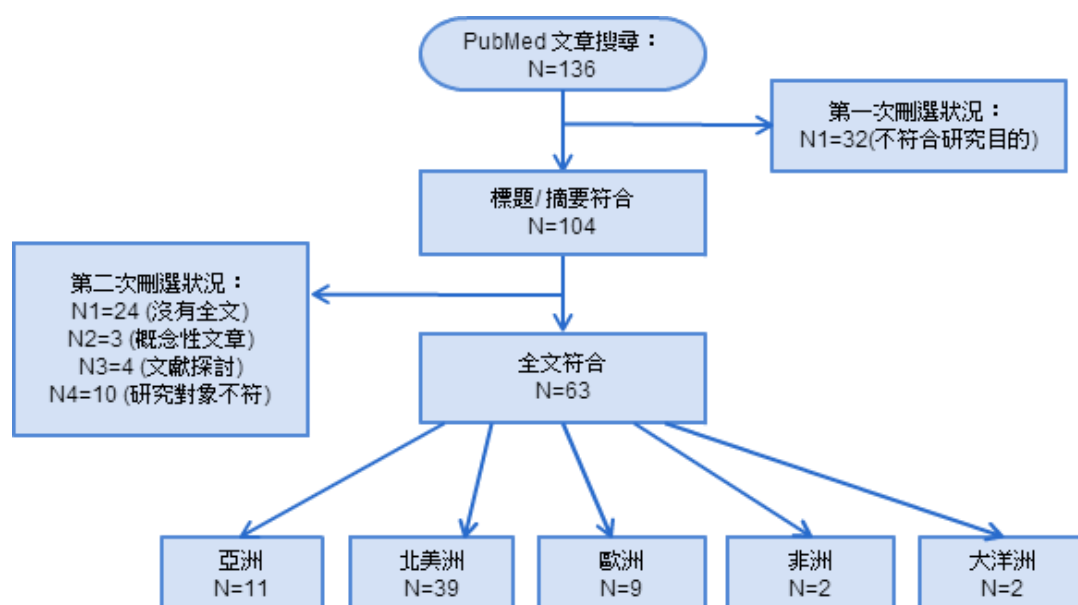 PubMed 文章搜尋：
N=136
第一次刪選狀況：
N1=32(不符合研究目的)
標題/ 摘要符合
N=104
第二次刪選狀況：
N1=24 (沒有全文)
N2=3 (概念性文章)
N3=4 (文獻探討)
N4=10 (研究對象不符)
全文符合
N=63
亞洲
N=11
北美洲
N=39
歐洲
N=9
非洲
N=2
大洋洲
N=2